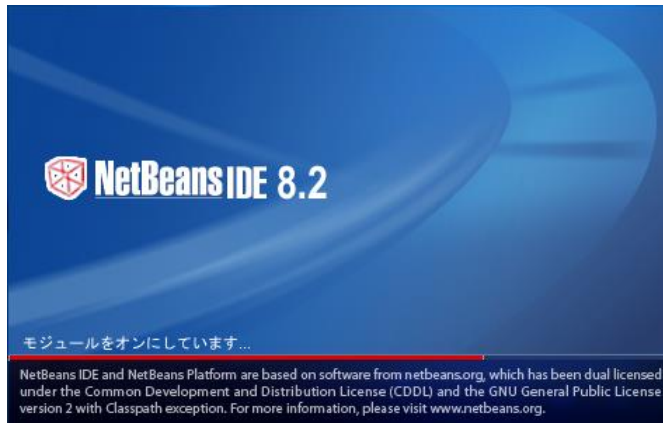 NetBeans IDE 8.2
モジュールをオンにしています...
NetBeans IDE and NetBeans Platform are based on software from netbeans.org, which has been dual licensed
under the Common Development and Distribution License (CDDL) and the GNU General Public License
version 2 with Classpath exception. For more information, please visit www.netbeans.org.